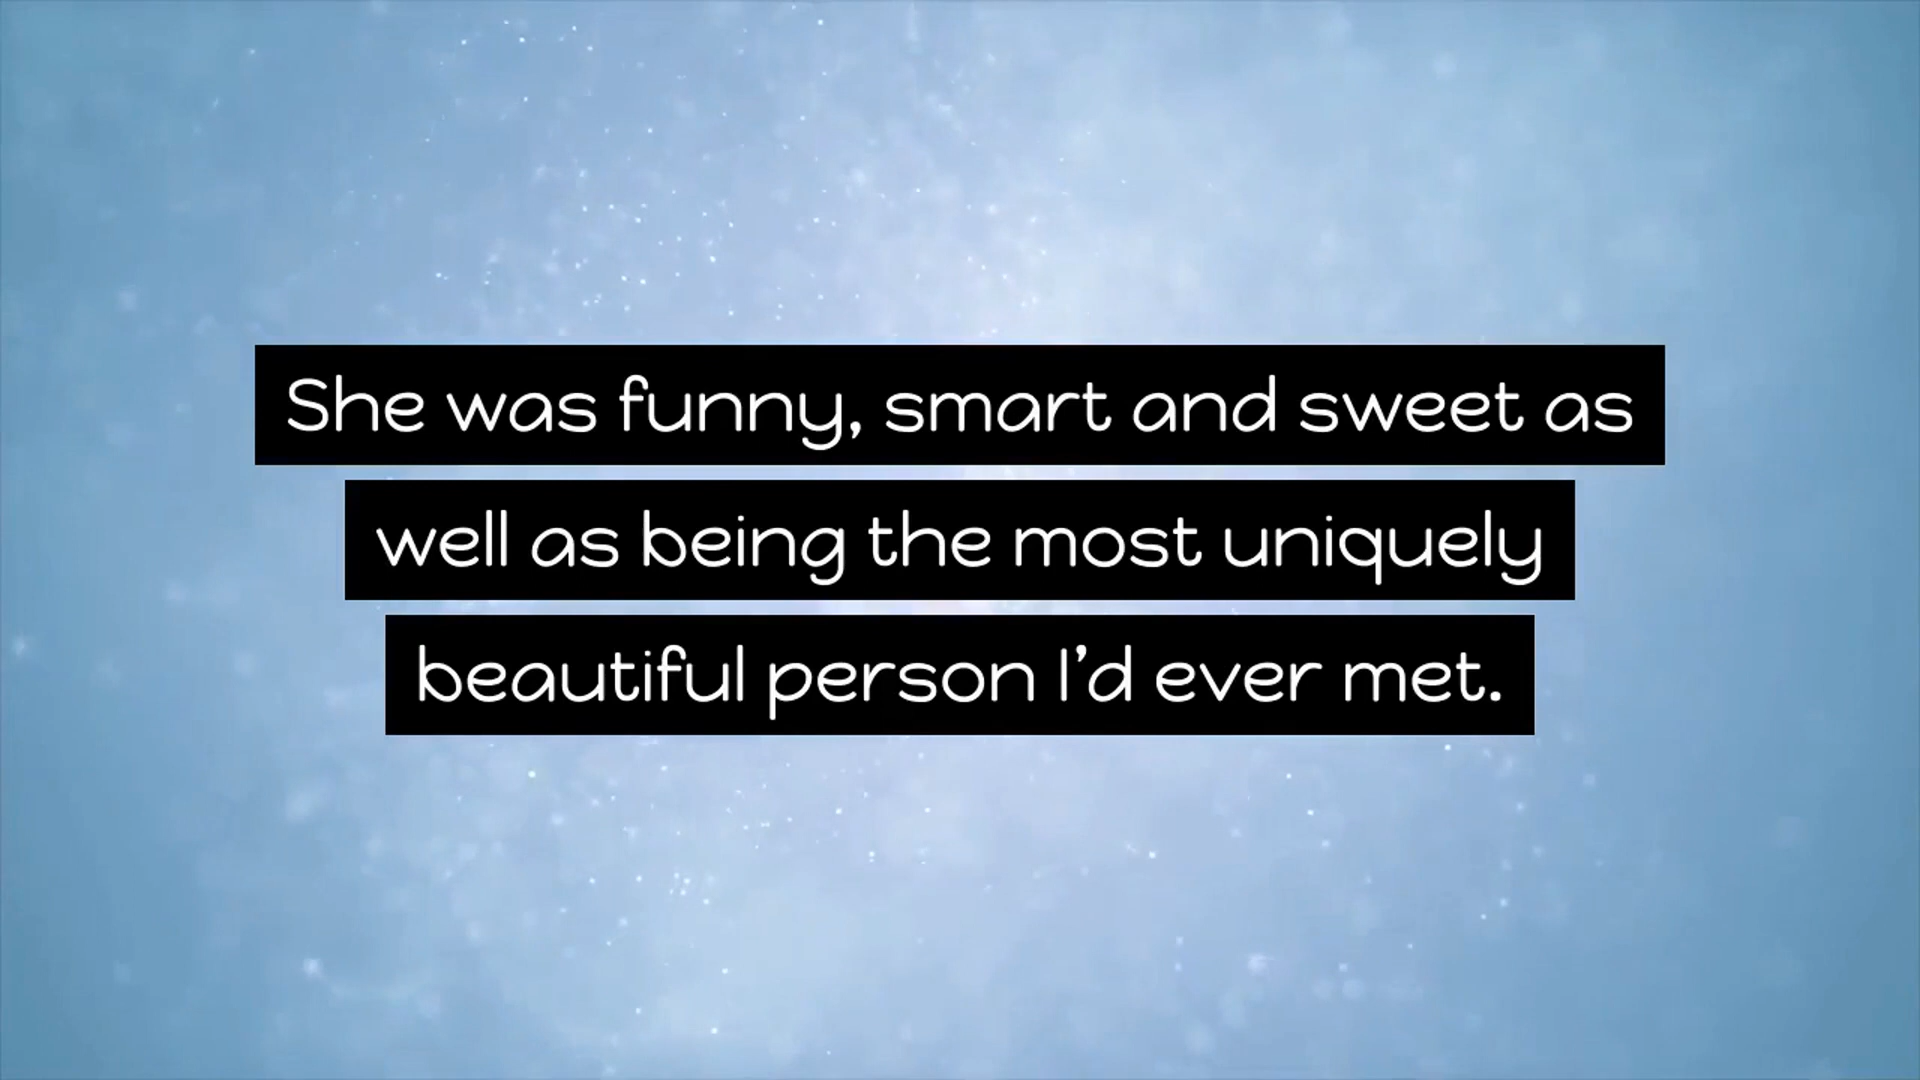 She was funny, smart and sweet as
well as being the most uniquely
beautiful person I’d ever met.